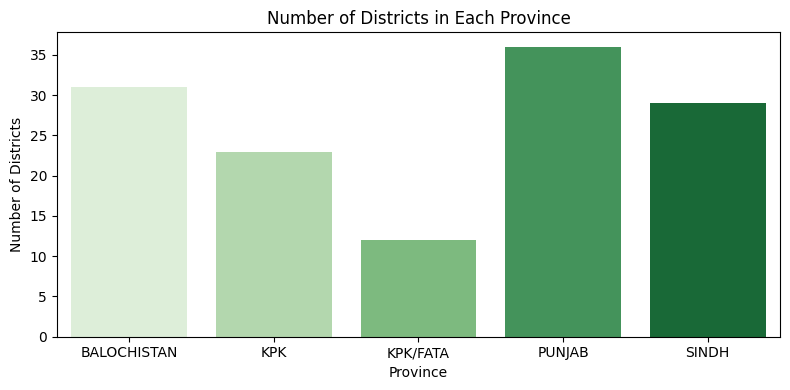 Number of Districts in Each Province
Number of Districts
35
30
25
20
15
10
5
0
BALOCHISTAN KPK KPK/FATA PUNJAB SINDH
Province